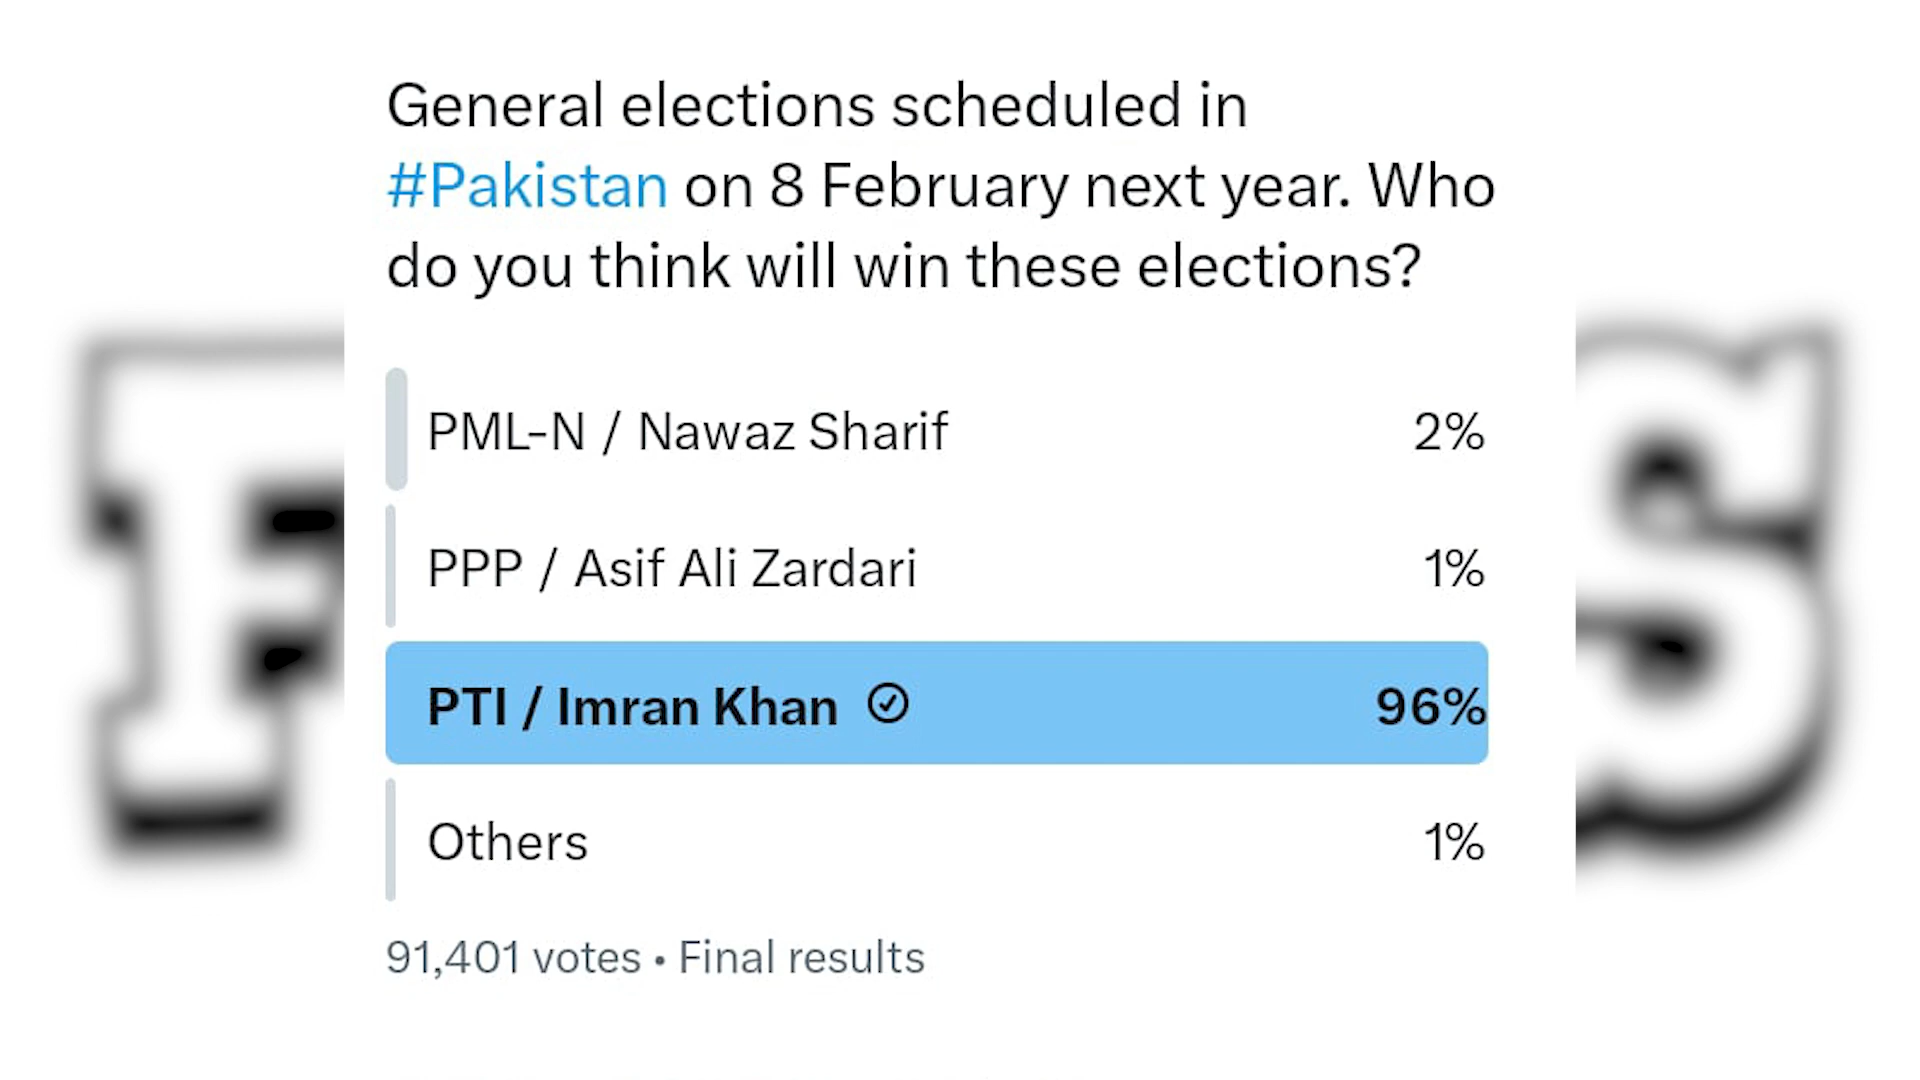 General elections scheduled in
#Pakistan on 8 February next year. Who
do you think will win these elections?
PML-N / Nawaz Sharif 2%
PPP / Asif Ali Zardari 1%
PTI / Imran Khan 96%
Others 1%
91,401 votes • Final results